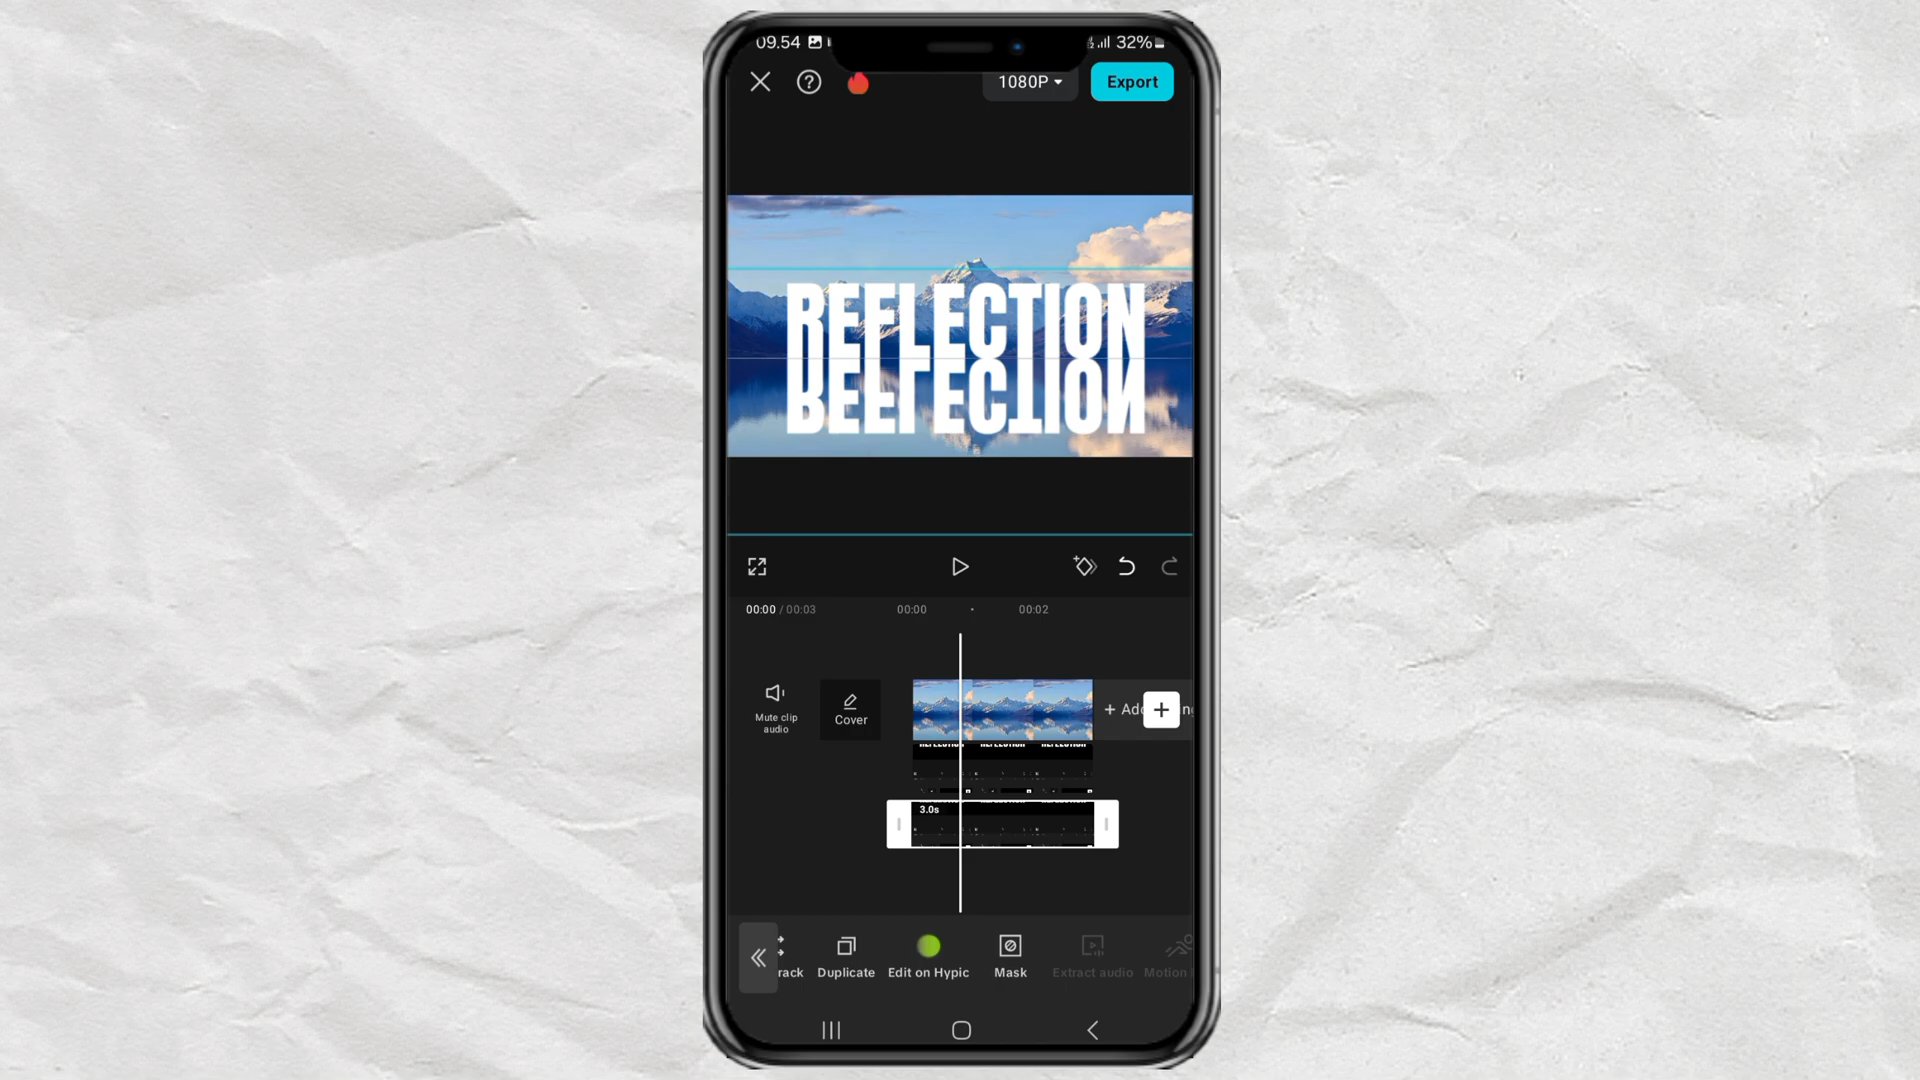 09.54 32%
1080P Export
REFLECTION
REFLECTION
00:00 / 00:03 00:00 00:02
Mute clip
audio
Cover
+ Add
3.0s
rack Duplicate Edit on Hypic Mask Extract audio Motion